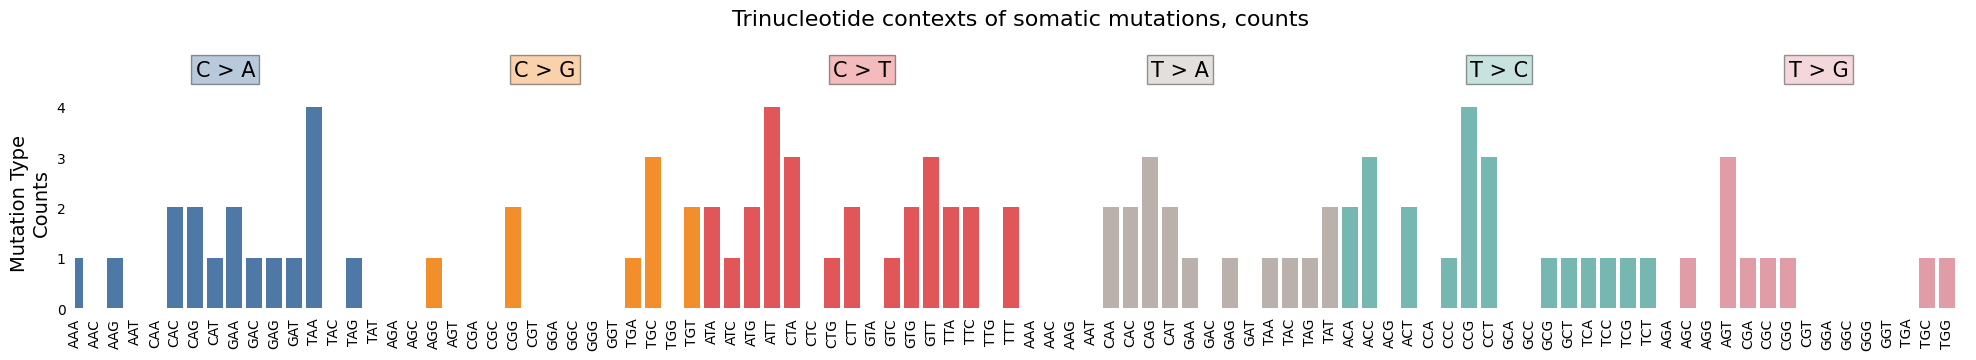 Trinucleotide contexts of somatic mutations, counts
C > A
C > G
C > T
T > A
T > C
T > G
Mutation Type
Counts
4
3
2
1
0
AAA
AAC
AAG
AAT
CAA
CAC
CAG
CAT
GAA
GAC
GAG
GAT
TAA
TAC
TAG
TAT
AGA
AGC
AGG
AGT
CGA
CGC
CGG
CGT
GGA
GGC
GGG
GGT
TGA
TGC
TGG
TGT
ATA
ATC
ATG
ATT
CTA
CTC
CTG
CTT
GTA
GTC
GTG
GTT
TTA
TTC
TTG
TTT
AAA
AAC
AAG
AAT
CAA
CAC
CAG
CAT
GAA
GAC
GAG
GAT
TAA
TAC
TAG
TAT
ACA
ACC
ACG
ACT
CCA
CCC
CCG
CCT
GCA
GCC
GCG
GCT
TCA
TCC
TCG
TCT
AGA
AGC
AGG
AGT
CGA
CGC
CGG
CGT
GGA
GGC
GGG
GGT
TGA
TGC
TGG